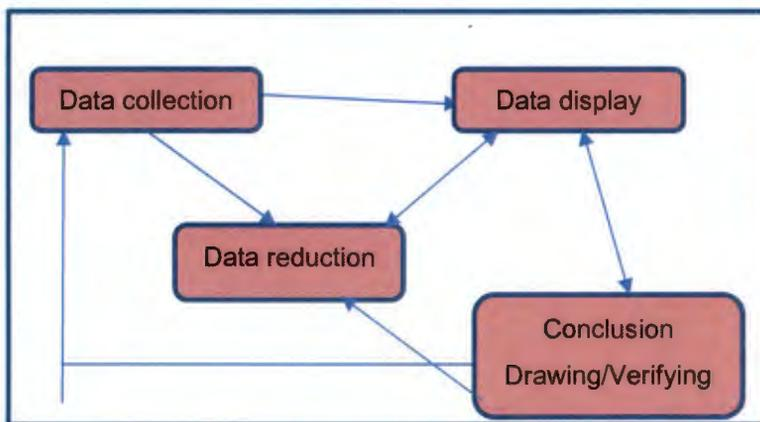 Data collection
Data display
Data reduction
Conclusion
Drawing/Verifying